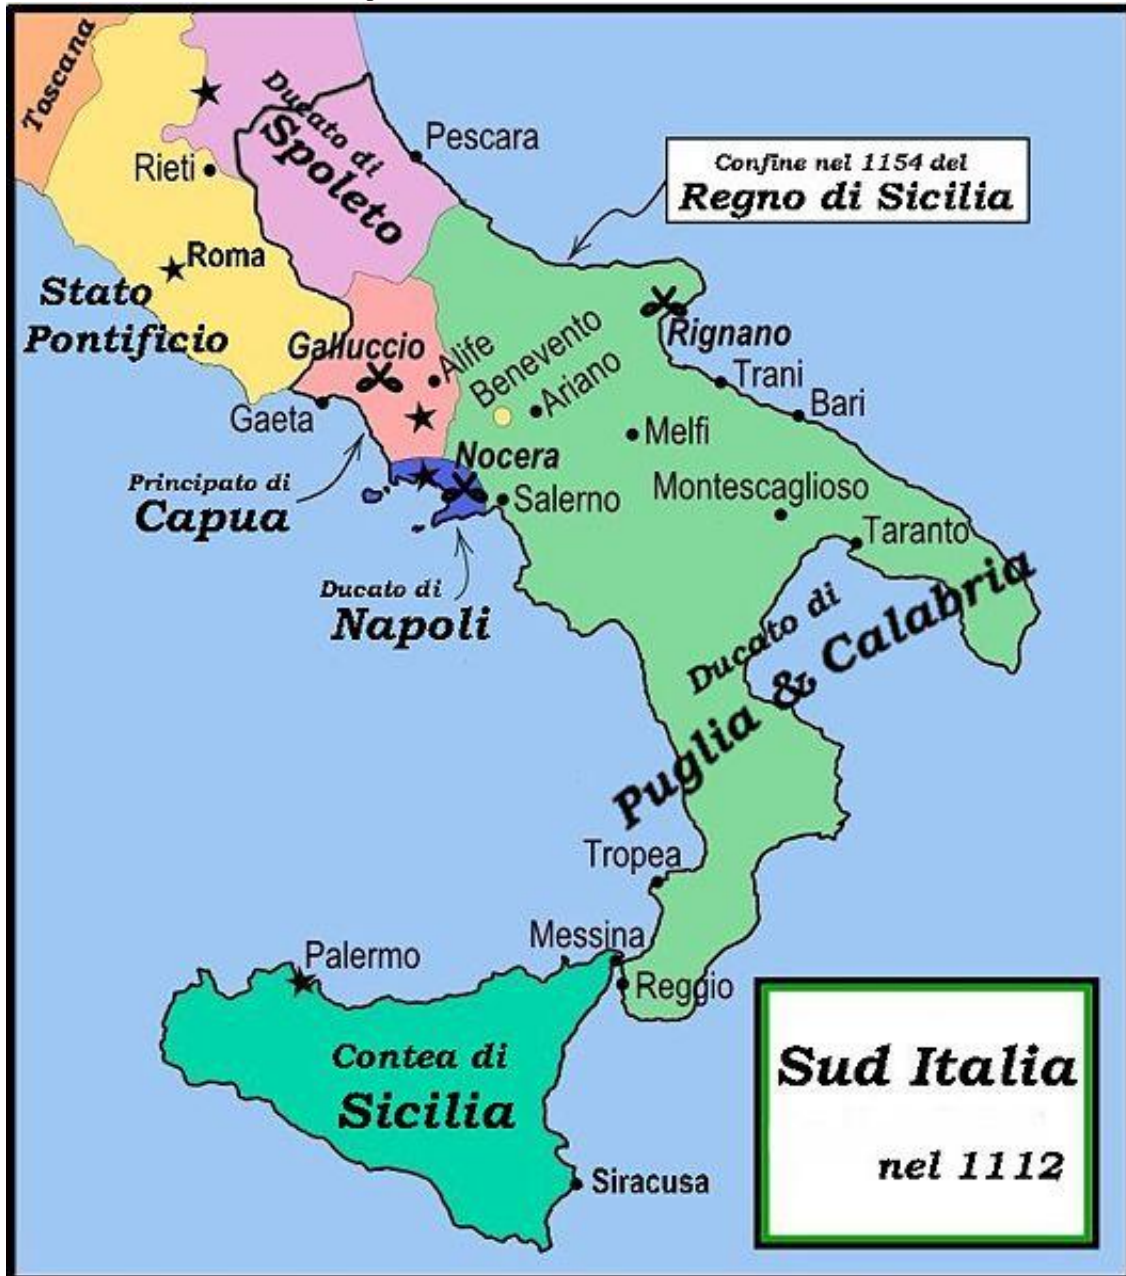 Toscana
Ducato di
Spoleto
Pescara
Rieti
Confine nel 1154 del
Regno di Sicilia
Roma
Stato
Pontificio
Galluccio
Alife
Benevento
Ariano
Rignano
Trani
Bari
Gaeta
Melfi
Nocera
Principato di
Capua
Salerno
Montescaglioso
Taranto
Ducato di
Napoli
Ducato di
Puglia & Calabria
Tropea
Messina
Palermo
Reggio
Contea di
Sicilia
Siracusa
Sud Italia
nel 1112